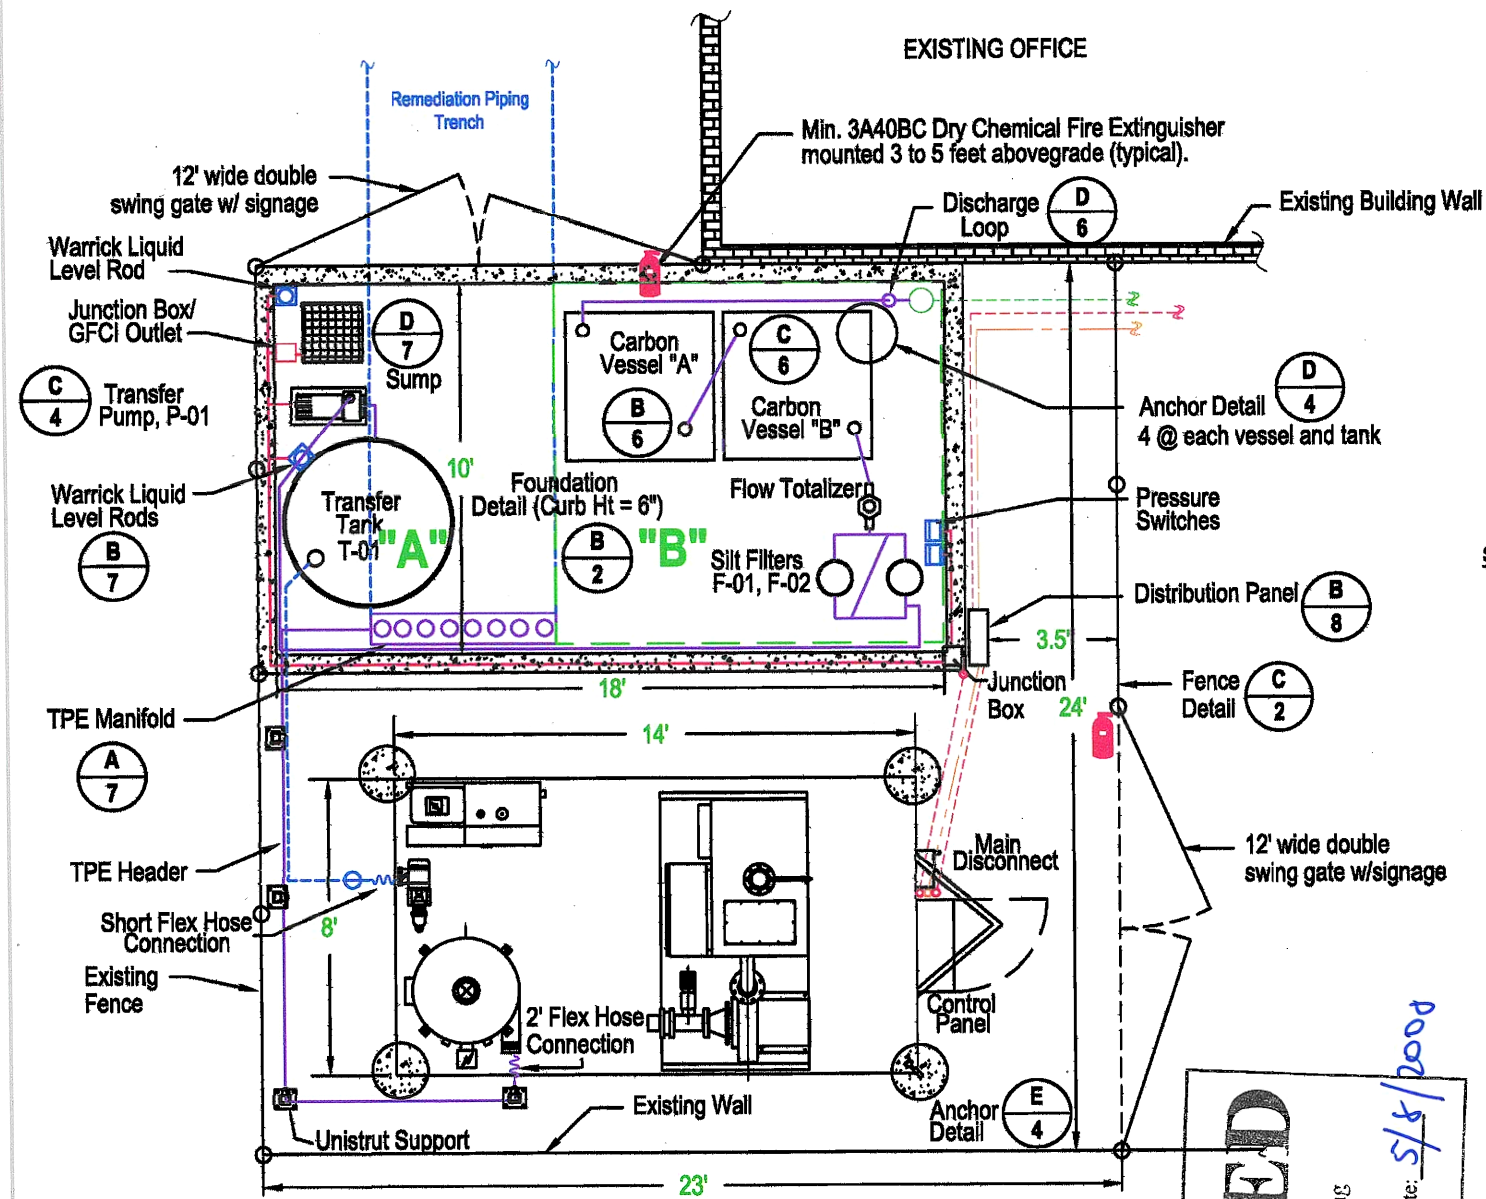 EXISTING OFFICE
Remediation Piping
Trench
Min. 3A40BC Dry Chemical Fire Extinguisher
mounted 3 to 5 feet abovegrade (typical).
12' wide double
swing gate w/ signage
Discharge
Loop
D
6
Existing Building Wall
Warrick Liquid
Level Rod
Junction Box/
GFCI Outlet
D
7
Sump
Carbon
Vessel "A"
C
6
C
4
Transfer
Pump, P-01
B
6
Carbon
Vessel "B"
Anchor Detail
D
4
4 @ each vessel and tank
10'
Warrick Liquid
Level Rods
B
7
Transfer
Tank
T-01
"A"
Foundation
Detail (Curb Ht = 6")
B
2
"B"
Flow Totalizer
Silt Filters
F-01, F-02
Pressure
Switches
Distribution Panel
B
8
3.5'
18'
Junction
Box
24'
Fence
Detail
C
2
TPE Manifold
A
7
14'
TPE Header
Short Flex Hose
Connection
8'
Existing
Fence
Main
Disconnect
12' wide double
swing gate w/signage
2' Flex Hose
Connection
Control
Panel
Existing Wall
Anchor
Detail
E
4
Unistrut Support
23'
ED
te: 5/8/2000